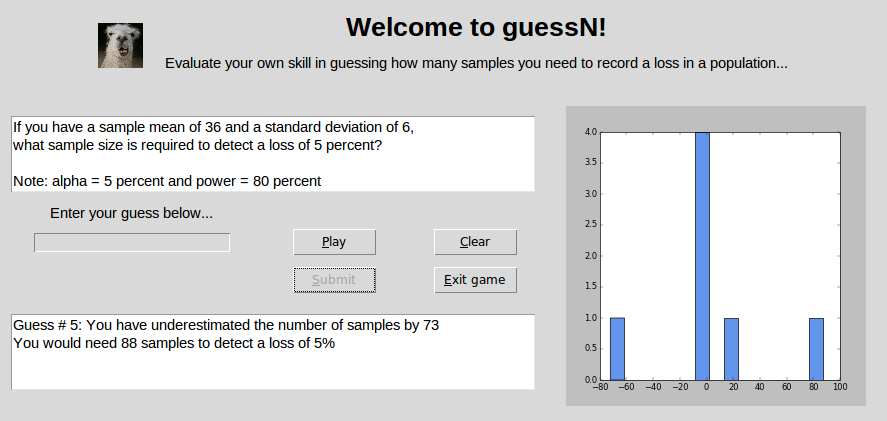 Welcome to guessN!
Evaluate your own skill in guessing how many samples you need to record a loss in a population...
If you have a sample mean of 36 and a standard deviation of 6,
what sample size is required to detect a loss of 5 percent?
Note: alpha = 5 percent and power = 80 percent
Enter your guess below...
Play
Clear
Submit
Exit game
Guess # 5: You have underestimated the number of samples by 73
You would need 88 samples to detect a loss of 5%
4.0
3.5
3.0
2.5
2.0
1.5
1.0
0.5
0.0
−80 −60 −40 −20 0 20 40 60 80 100